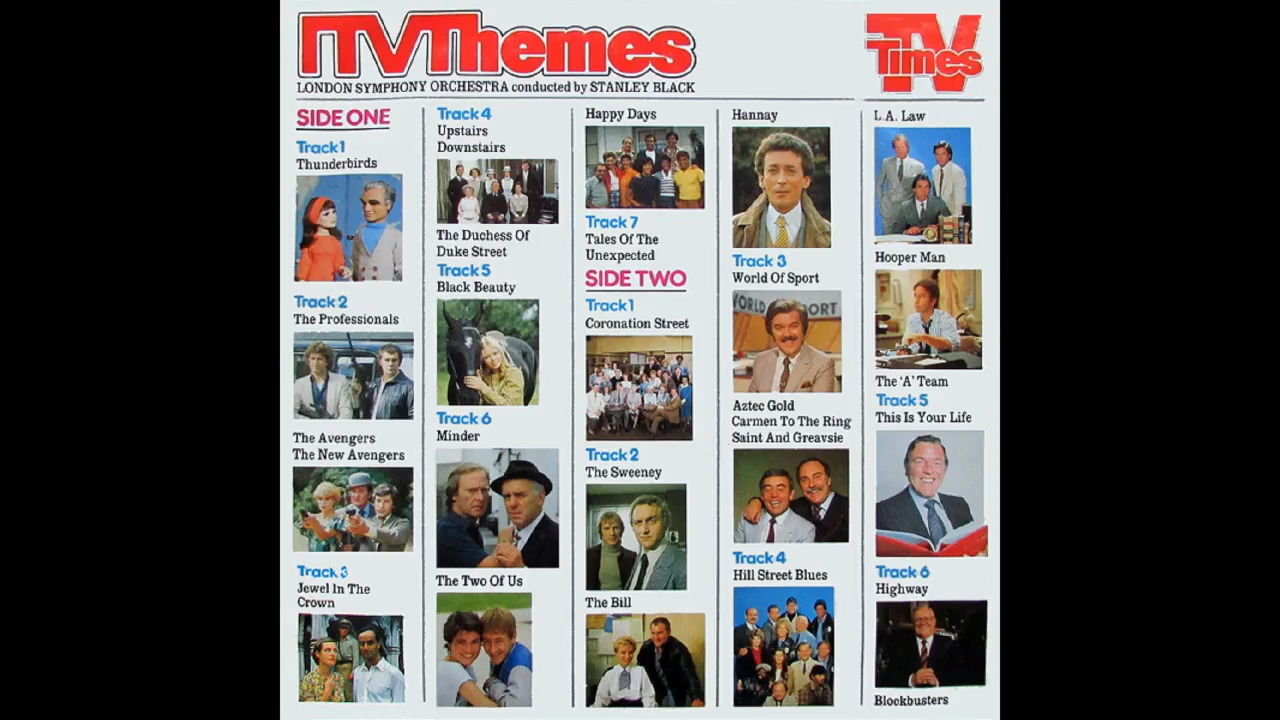 ITV Themes
LONDON SYMPHONY ORCHESTRA conducted by STANLEY BLACK
TV Times
SIDE ONE
Track 1
Thunderbirds
Track 2
The Professionals
The Avengers
The New Avengers
Track 3
Jewel In The
Crown
Track 4
Upstairs
Downstairs
The Duchess Of
Duke Street
Track 5
Black Beauty
Track 6
Minder
The Two Of Us
Happy Days
Track 7
Tales Of The
Unexpected
SIDE TWO
Track 1
Coronation Street
Track 2
The Sweeney
The Bill
Hannay
Track 3
World Of Sport
WORLD SPORT
Aztec Gold
Carmen To The Ring
Saint And Greavsie
Track 4
Hill Street Blues
L.A. Law
Hooper Man
The ‘A’ Team
Track 5
This Is Your Life
Track 6
Highway
Blockbusters